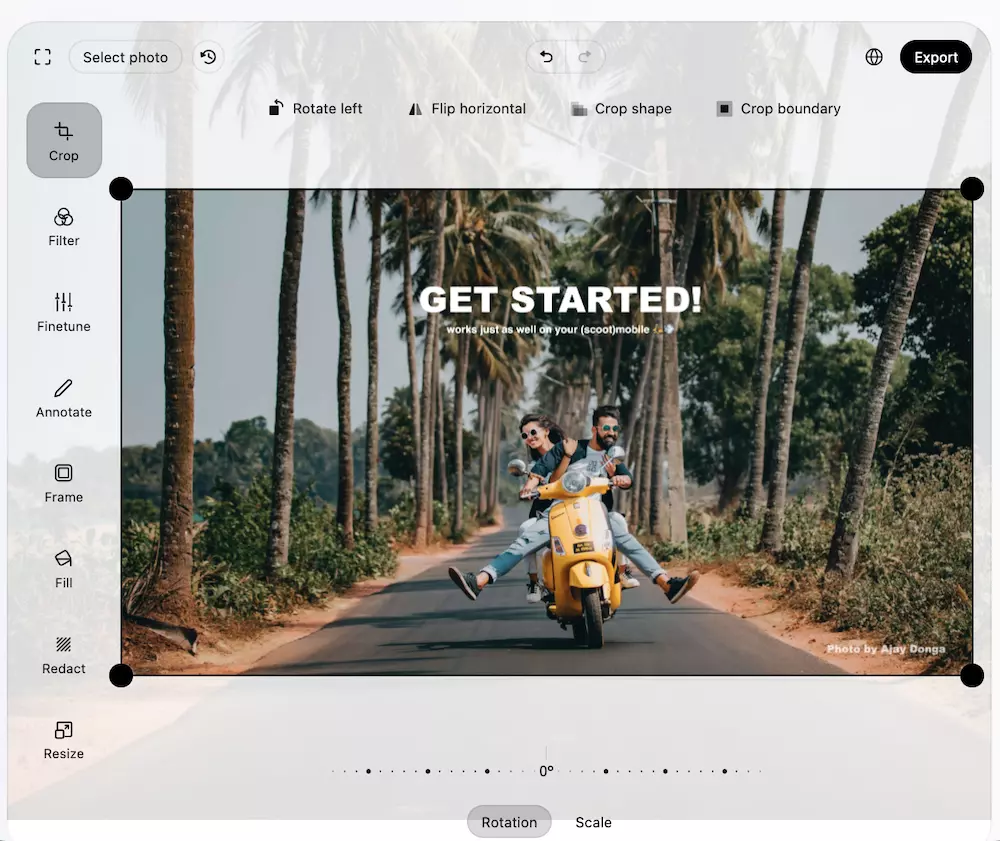 Select photo
Export
Rotate left
Flip horizontal
Crop shape
Crop boundary
Crop
Filter
Finetune
Annotate
Frame
Fill
Redact
Resize
GET STARTED!
works just as well on your (scoot)mobile
Photo by Ajay Donga
0°
Rotation
Scale